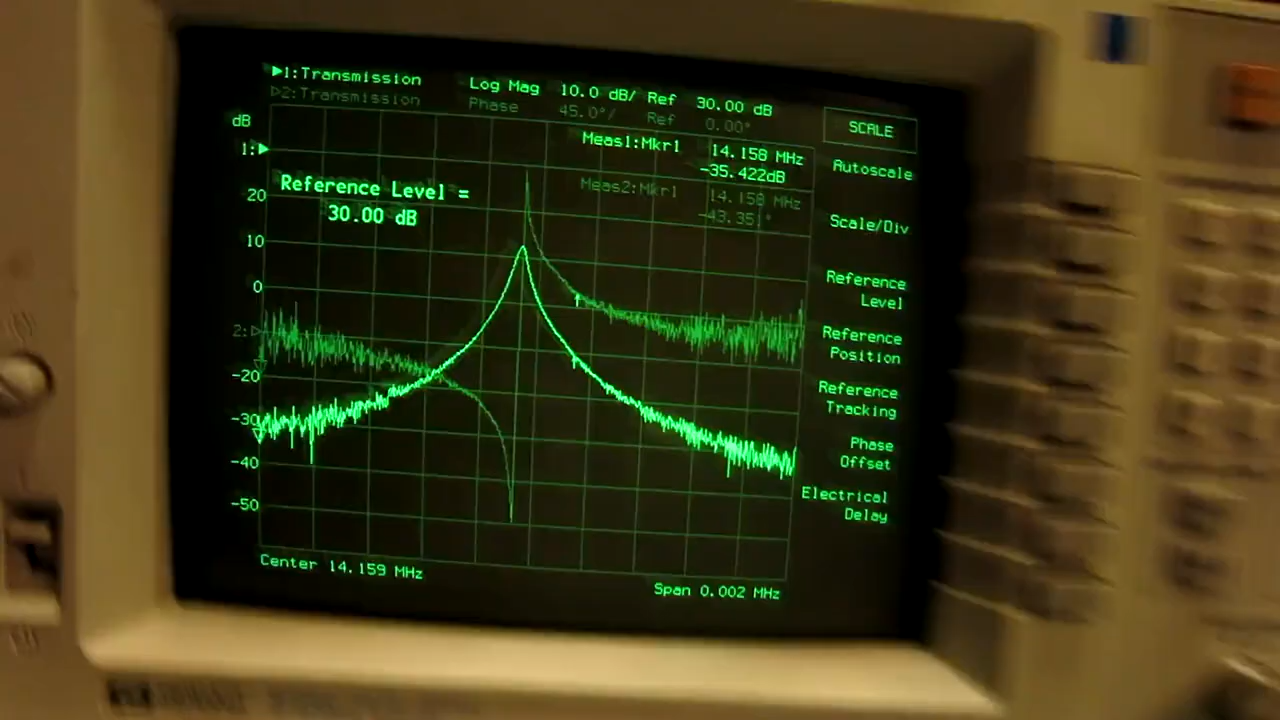 ▶1:Transmission Log Mag 10.0 dB/ Ref 30.00 dB
▷2:Transmission Phase 45.0°/ Ref 0.00°
dB
1:▶
20
10
0
2:▷
-20
-30
-40
-50
Reference Level =
30.00 dB
Meas1:Mkr1 14.158 MHz
-35.422dB
Meas2:Mkr1 14.158 MHz
-43.35°
Center 14.159 MHz
Span 0.002 MHz
SCALE
Autoscale
Scale/Div
Reference
Level
Reference
Position
Reference
Tracking
Phase
Offset
Electrical
Delay